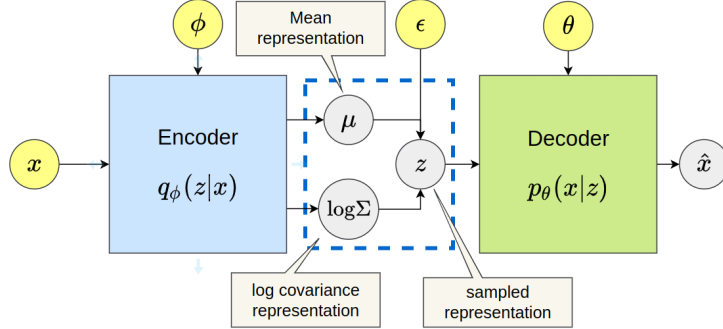 ϕ
Mean
representation
ϵ
θ
x
Encoder
q_ϕ(z|x)
μ
logΣ
z
Decoder
p_θ(x|z)
x̂
log covariance
representation
sampled
representation